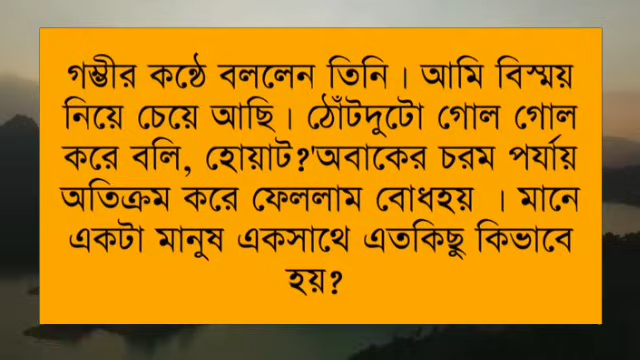 গম্ভীর কন্ঠে বললেন তিনি। আমি বিস্ময়
নিয়ে চেয়ে আছি। ঠোঁটদুটো গোল গোল
করে বলি, হোয়াট?'অবাকের চরম পর্যায়
অতিক্রম করে ফেললাম বোধহয় । মানে
একটা মানুষ একসাথে এতকিছু কিভাবে
হয়?